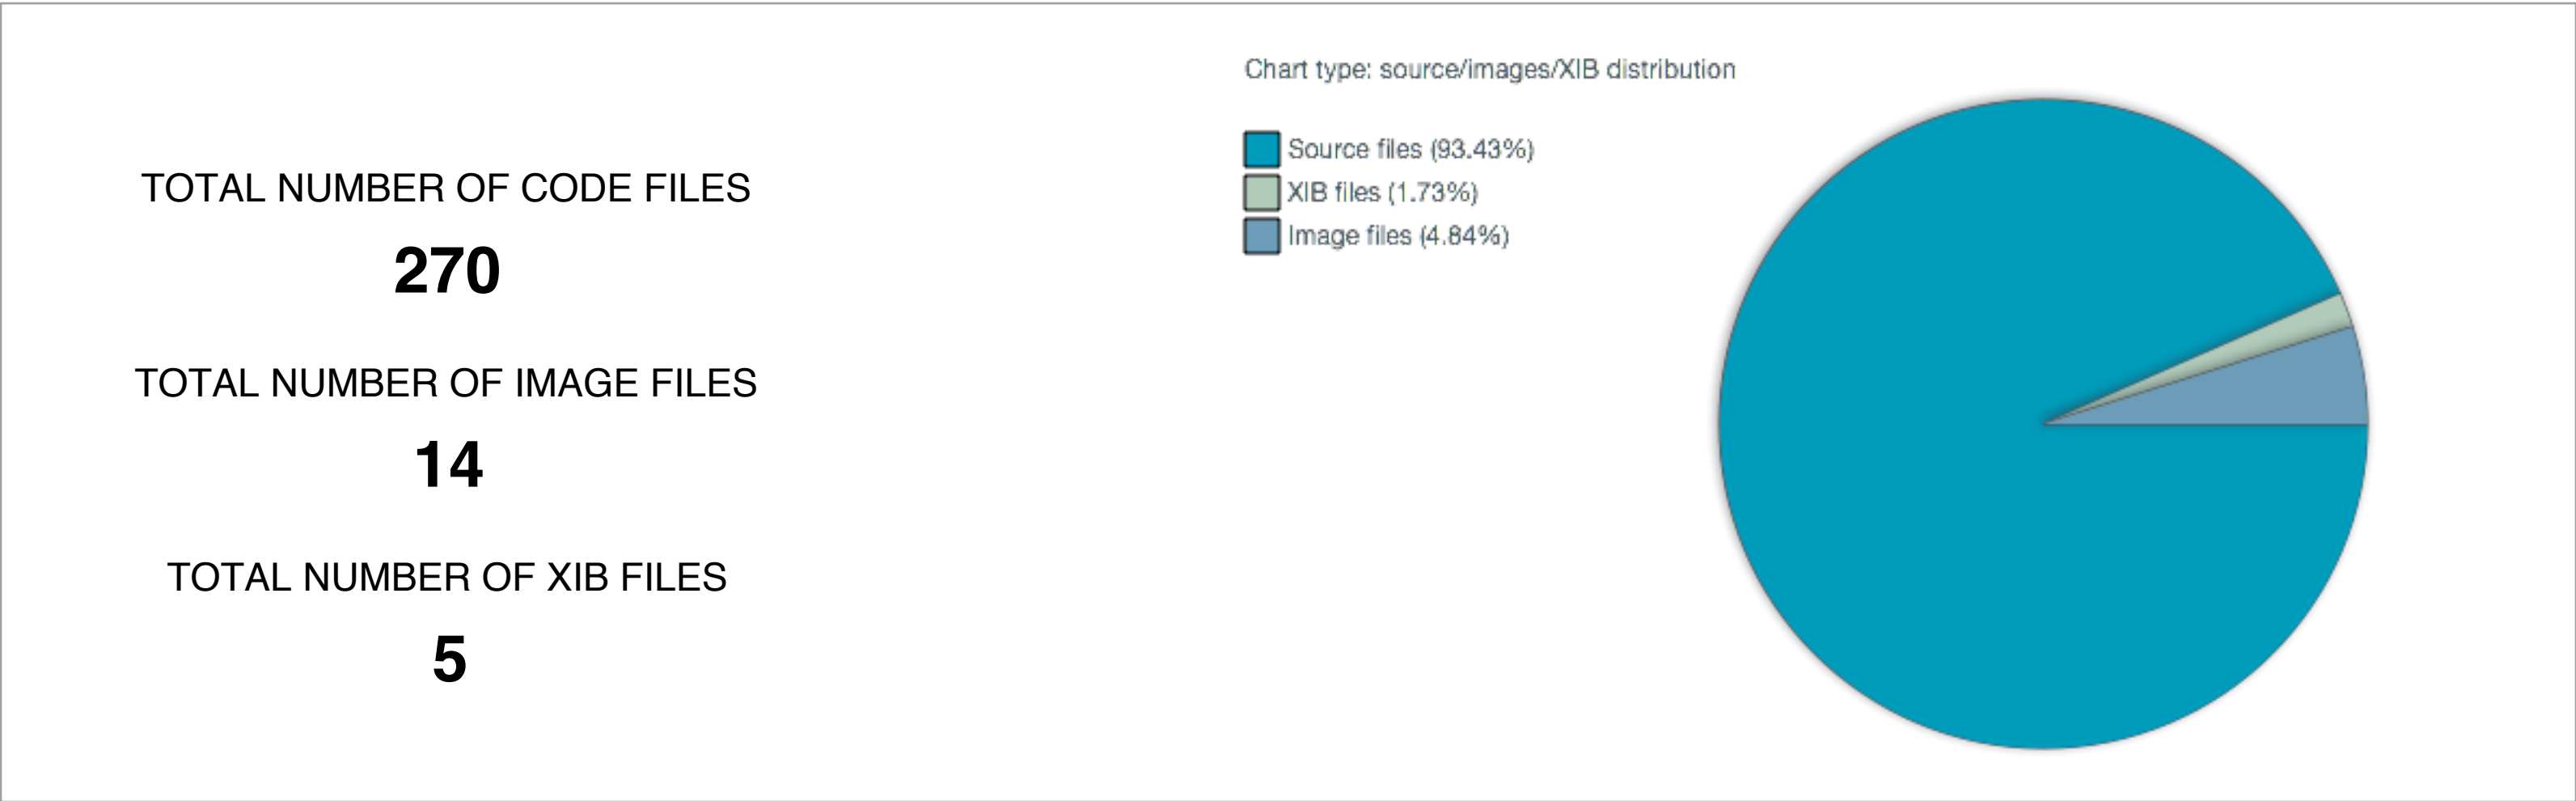 TOTAL NUMBER OF CODE FILES
270
TOTAL NUMBER OF IMAGE FILES
14
TOTAL NUMBER OF XIB FILES
5
Chart type: source/images/XIB distribution
Source files (93.43%)
XIB files (1.73%)
Image files (4.84%)